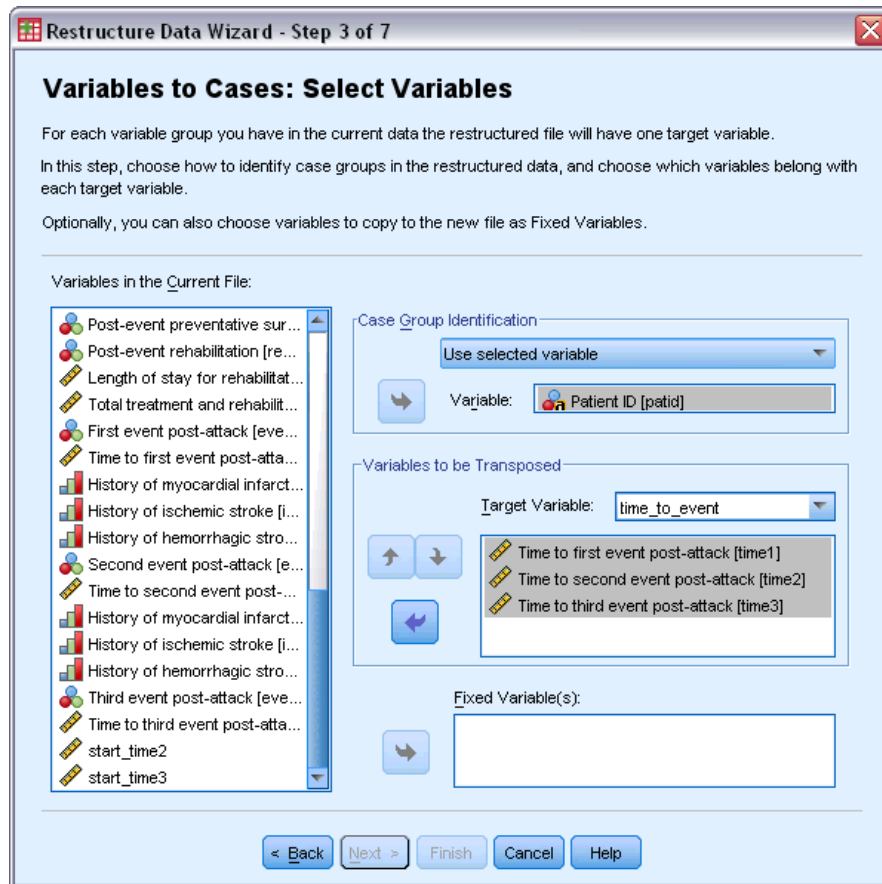 Restructure Data Wizard - Step 3 of 7
Variables to Cases: Select Variables
For each variable group you have in the current data the restructured file will have one target variable.
In this step, choose how to identify case groups in the restructured data, and choose which variables belong with
each target variable.
Optionally, you can also choose variables to copy to the new file as Fixed Variables.
Variables in the Current File:
Post-event preventative sur...
Post-event rehabilitation [re...
Length of stay for rehabilitat...
Total treatment and rehabilit...
First event post-attack [eve...
Time to first event post-atta...
History of myocardial infarct...
History of ischemic stroke [i...
History of hemorrhagic stro...
Second event post-attack [e...
Time to second event post-...
History of myocardial infarct...
History of ischemic stroke [i...
History of hemorrhagic stro...
Third event post-attack [eve...
Time to third event post-atta...
start_time2
start_time3
Case Group Identification
Use selected variable
Variable:
Patient ID [patid]
Variables to be Transposed
Target Variable:
time_to_event
Time to first event post-attack [time1]
Time to second event post-attack [time2]
Time to third event post-attack [time3]
Fixed Variable(s):
< Back
Next >
Finish
Cancel
Help